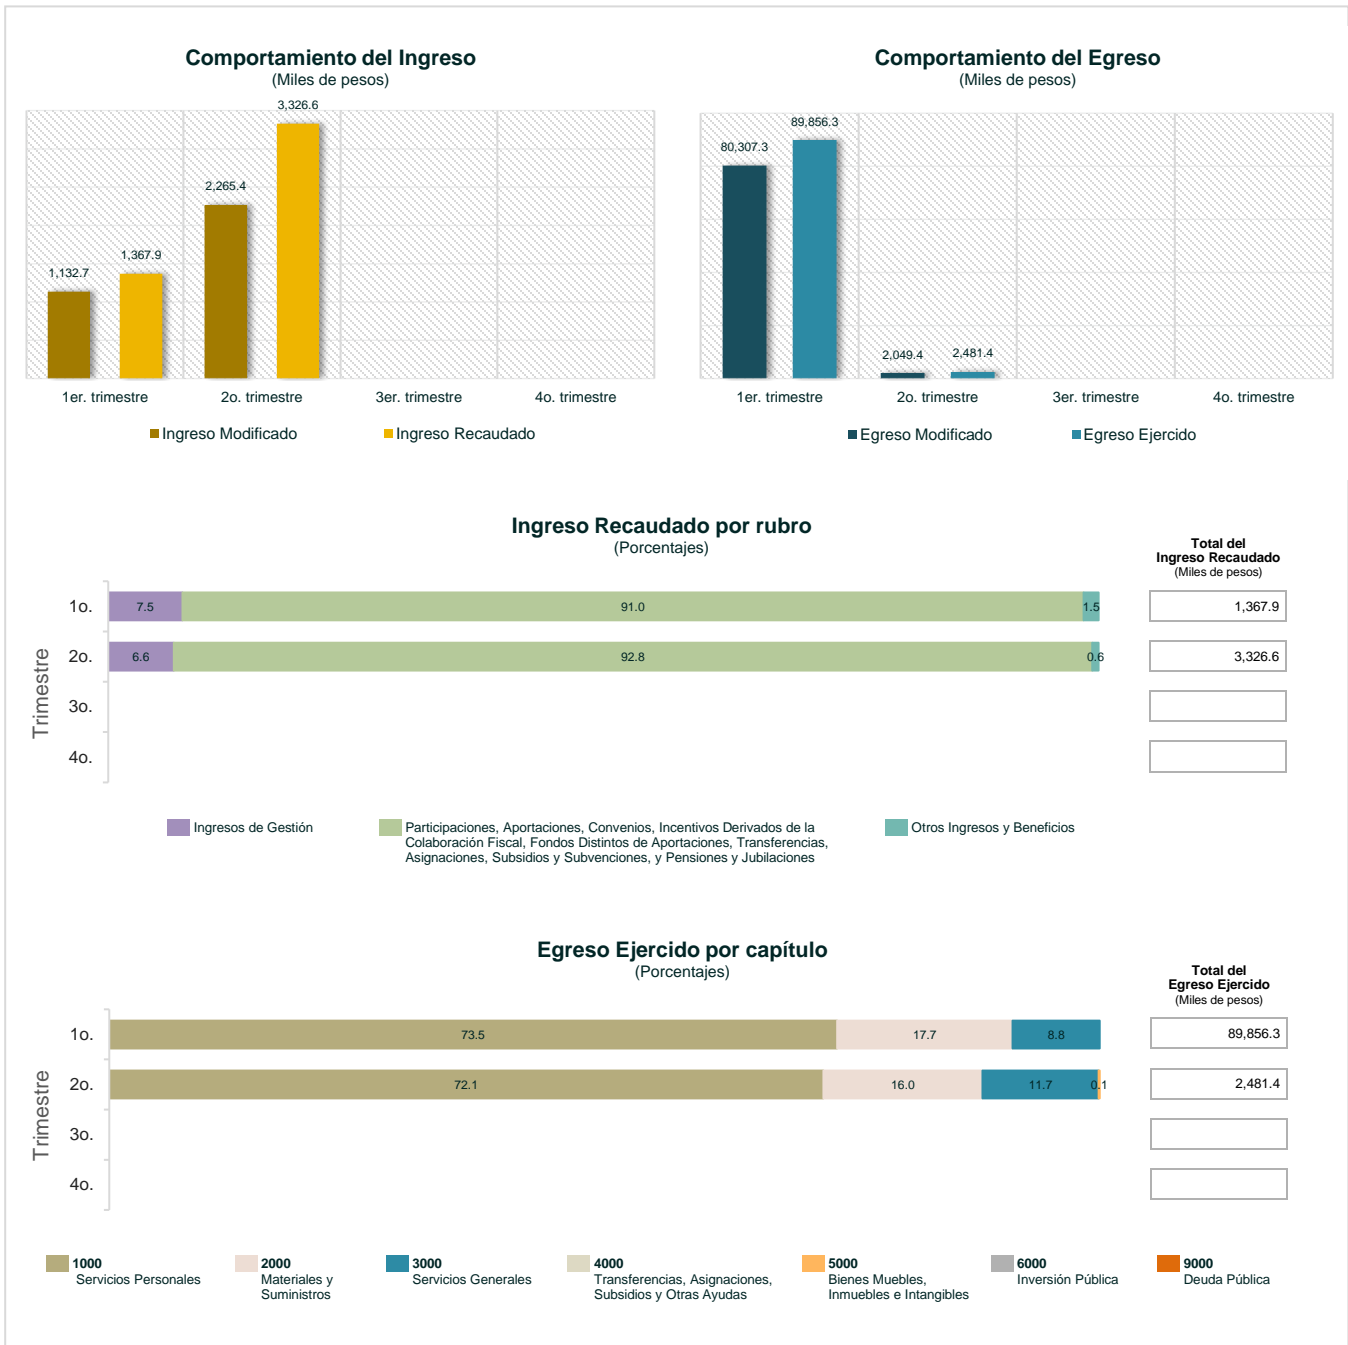 Comportamiento del Ingreso
(Miles de pesos)
3,326.6
2,265.4
1,367.9
1,132.7
1er. trimestre
2o. trimestre
3er. trimestre
4o. trimestre
Ingreso Modificado
Ingreso Recaudado
Comportamiento del Egreso
(Miles de pesos)
89,856.3
80,307.3
2,049.4
2,481.4
1er. trimestre
2o. trimestre
3er. trimestre
4o. trimestre
Egreso Modificado
Egreso Ejercido
Ingreso Recaudado por rubro
(Porcentajes)
Total del
Ingreso Recaudado
(Miles de pesos)
Trimestre
1o.
7.5
91.0
1.5
1,367.9
2o.
6.6
92.8
0.6
3,326.6
3o.
4o.
Ingresos de Gestión
Participaciones, Aportaciones, Convenios, Incentivos Derivados de la
Colaboración Fiscal, Fondos Distintos de Aportaciones, Transferencias,
Asignaciones, Subsidios y Subvenciones, y Pensiones y Jubilaciones
Otros Ingresos y Beneficios
Egreso Ejercido por capítulo
(Porcentajes)
Total del
Egreso Ejercido
(Miles de pesos)
Trimestre
1o.
73.5
17.7
8.8
89,856.3
2o.
72.1
16.0
11.7
0.1
2,481.4
3o.
4o.
1000
Servicios Personales
2000
Materiales y
Suministros
3000
Servicios Generales
4000
Transferencias, Asignaciones,
Subsidios y Otras Ayudas
5000
Bienes Muebles,
Inmuebles e Intangibles
6000
Inversión Pública
9000
Deuda Pública